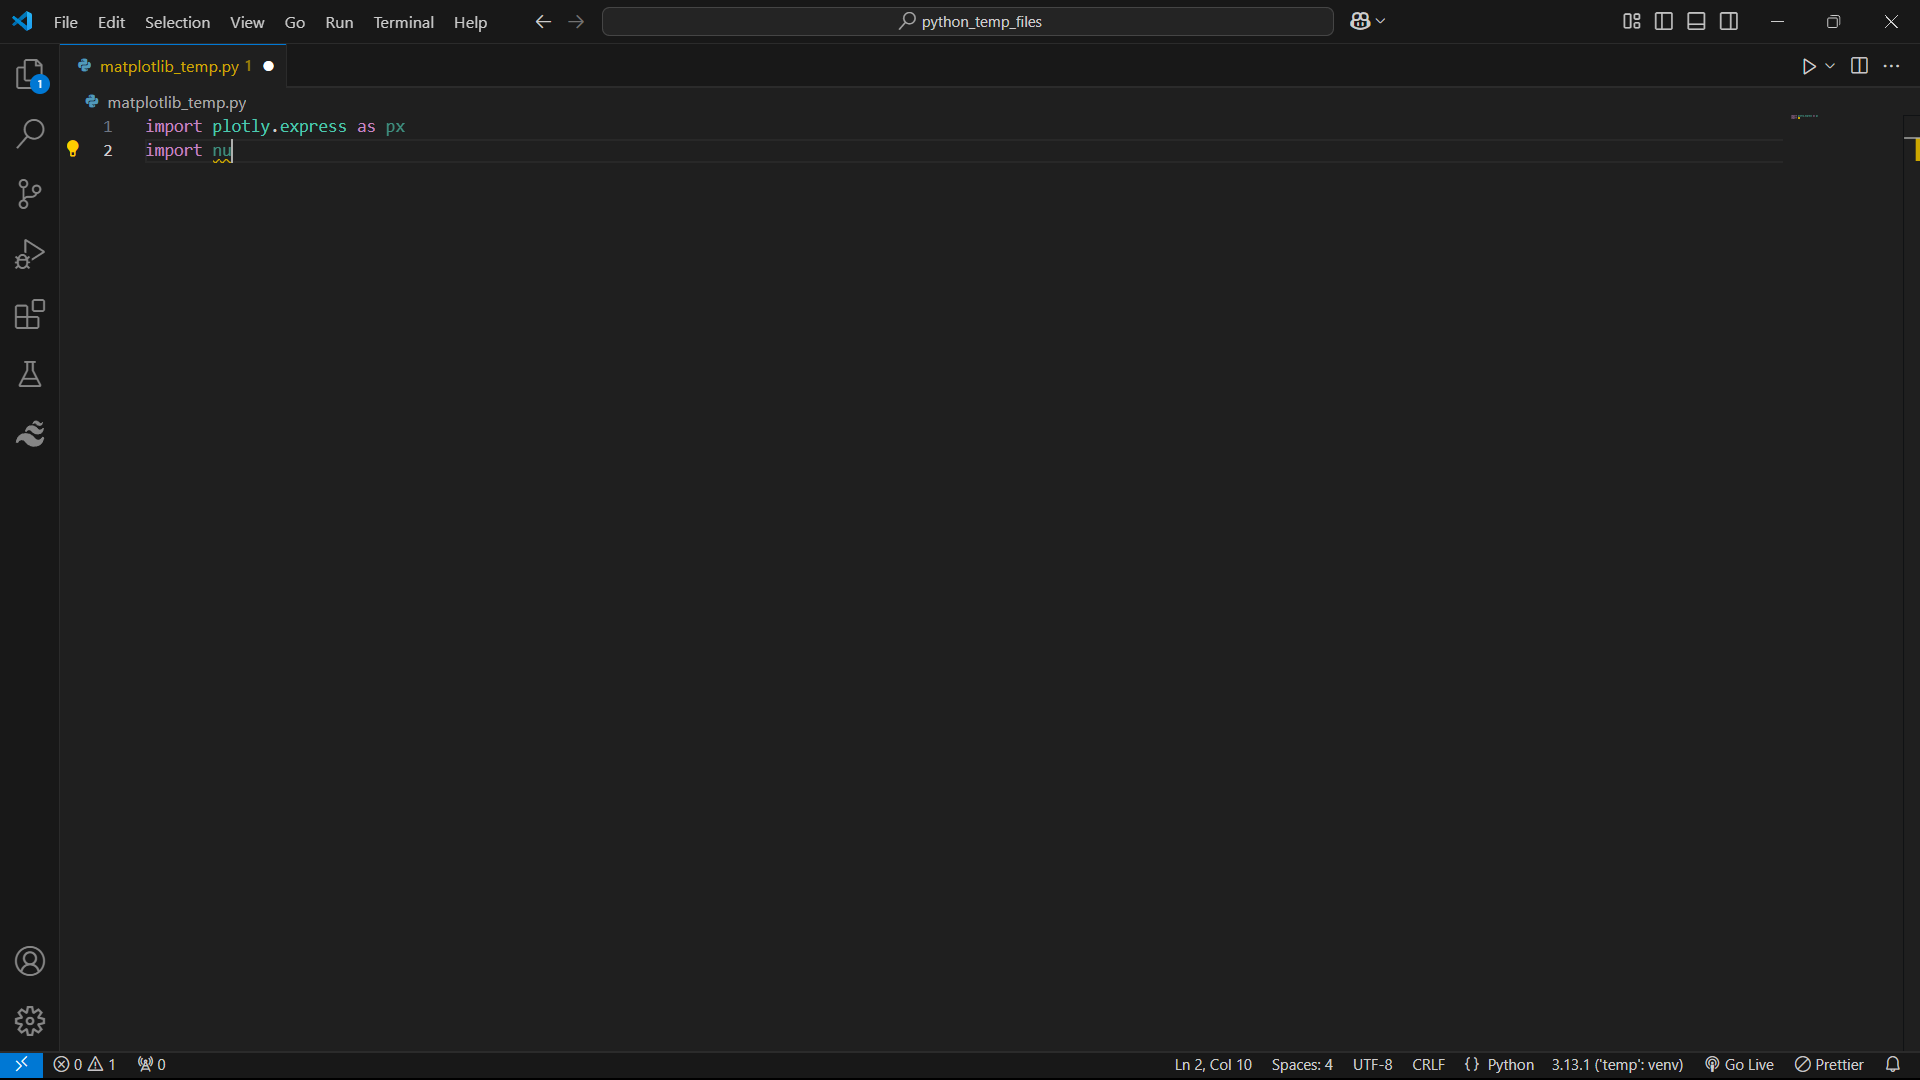 File Edit Selection View Go Run Terminal Help python_temp_files
matplotlib_temp.py 1
1
matplotlib_temp.py
1 import plotly.express as px
2 import nu
0 1 0 Ln 2, Col 10 Spaces: 4 UTF-8 CRLF {} Python 3.13.1 ('temp': venv) Go Live Prettier